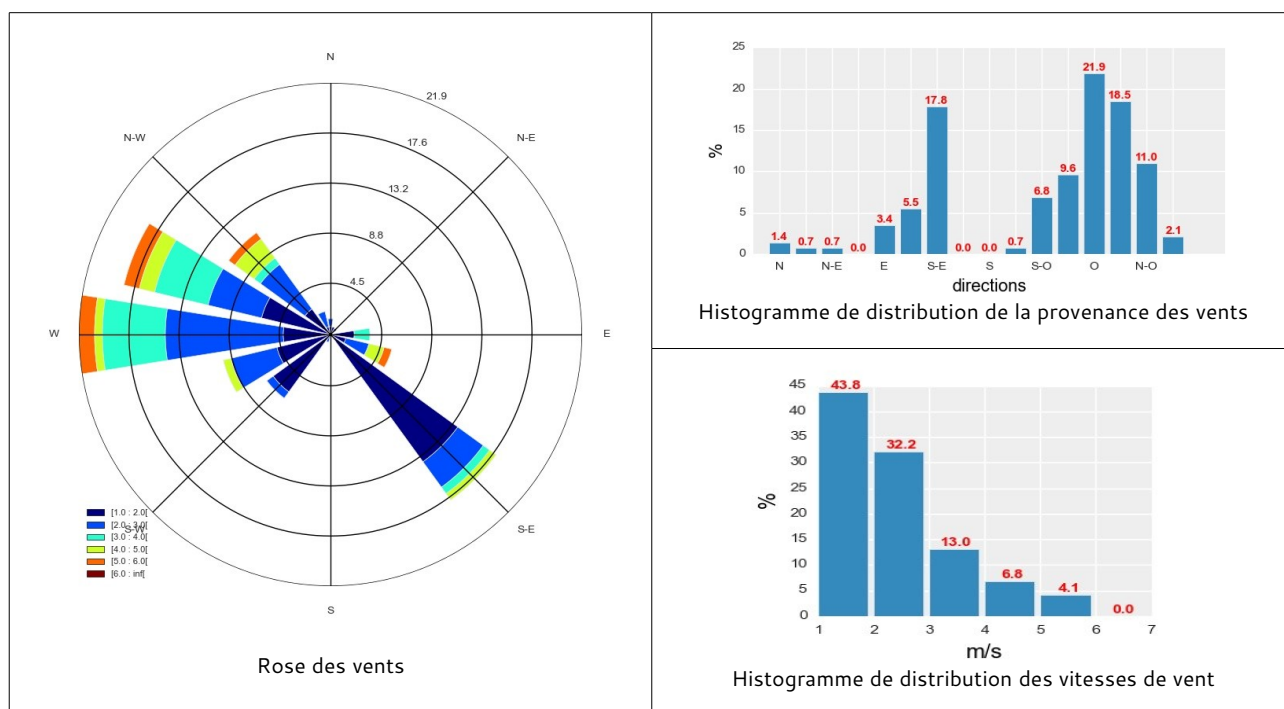 N
21.9
N-W
N-E
17.6
13.2
8.8
4.5
W
E
[1.0 : 2.0[
S-W
[2.0 : 3.0[
[3.0 : 4.0[
[4.0 : 5.0[
[5.0 : 6.0[
[6.0 : inf[
S-E
S
Rose des vents
25
20
15
10
5
0
%
1.4
0.7
0.7
0.0
3.4
5.5
17.8
0.0
0.0
0.7
6.8
9.6
21.9
18.5
11.0
2.1
N N-E E S-E S S-O O N-O
directions
Histogramme de distribution de la provenance des vents
45
40
35
30
25
20
15
10
5
0
%
43.8
32.2
13.0
6.8
4.1
0.0
1 2 3 4 5 6 7
m/s
Histogramme de distribution des vitesses de vent